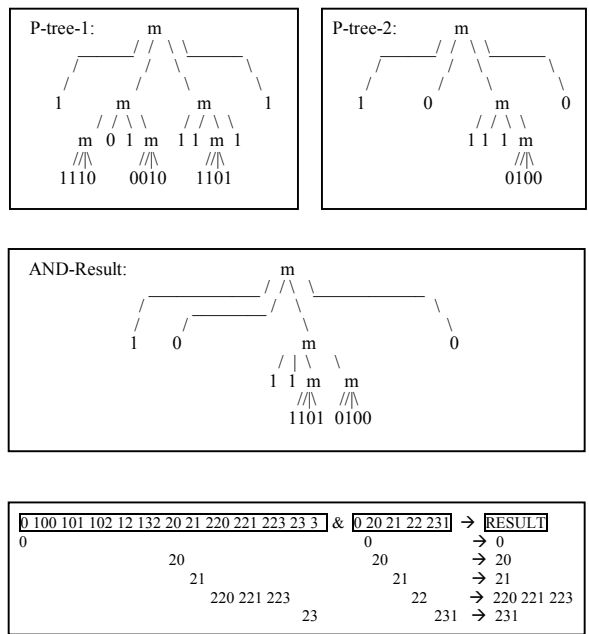 P-tree-1: m
1 m m 1
m 0 1 m 1 1 m 1
1110 0010 1101
P-tree-2: m
1 0 m 0
1 1 1 m
0100
AND-Result: m
1 0 m 0
1 1 m m
1101 0100
0 100 101 102 12 132 20 21 220 221 223 23 3 & 0 20 21 22 231 → RESULT
0 0 → 0
20 20 → 20
21 21 → 21
220 221 223 22 → 220 221 223
23 231 → 231